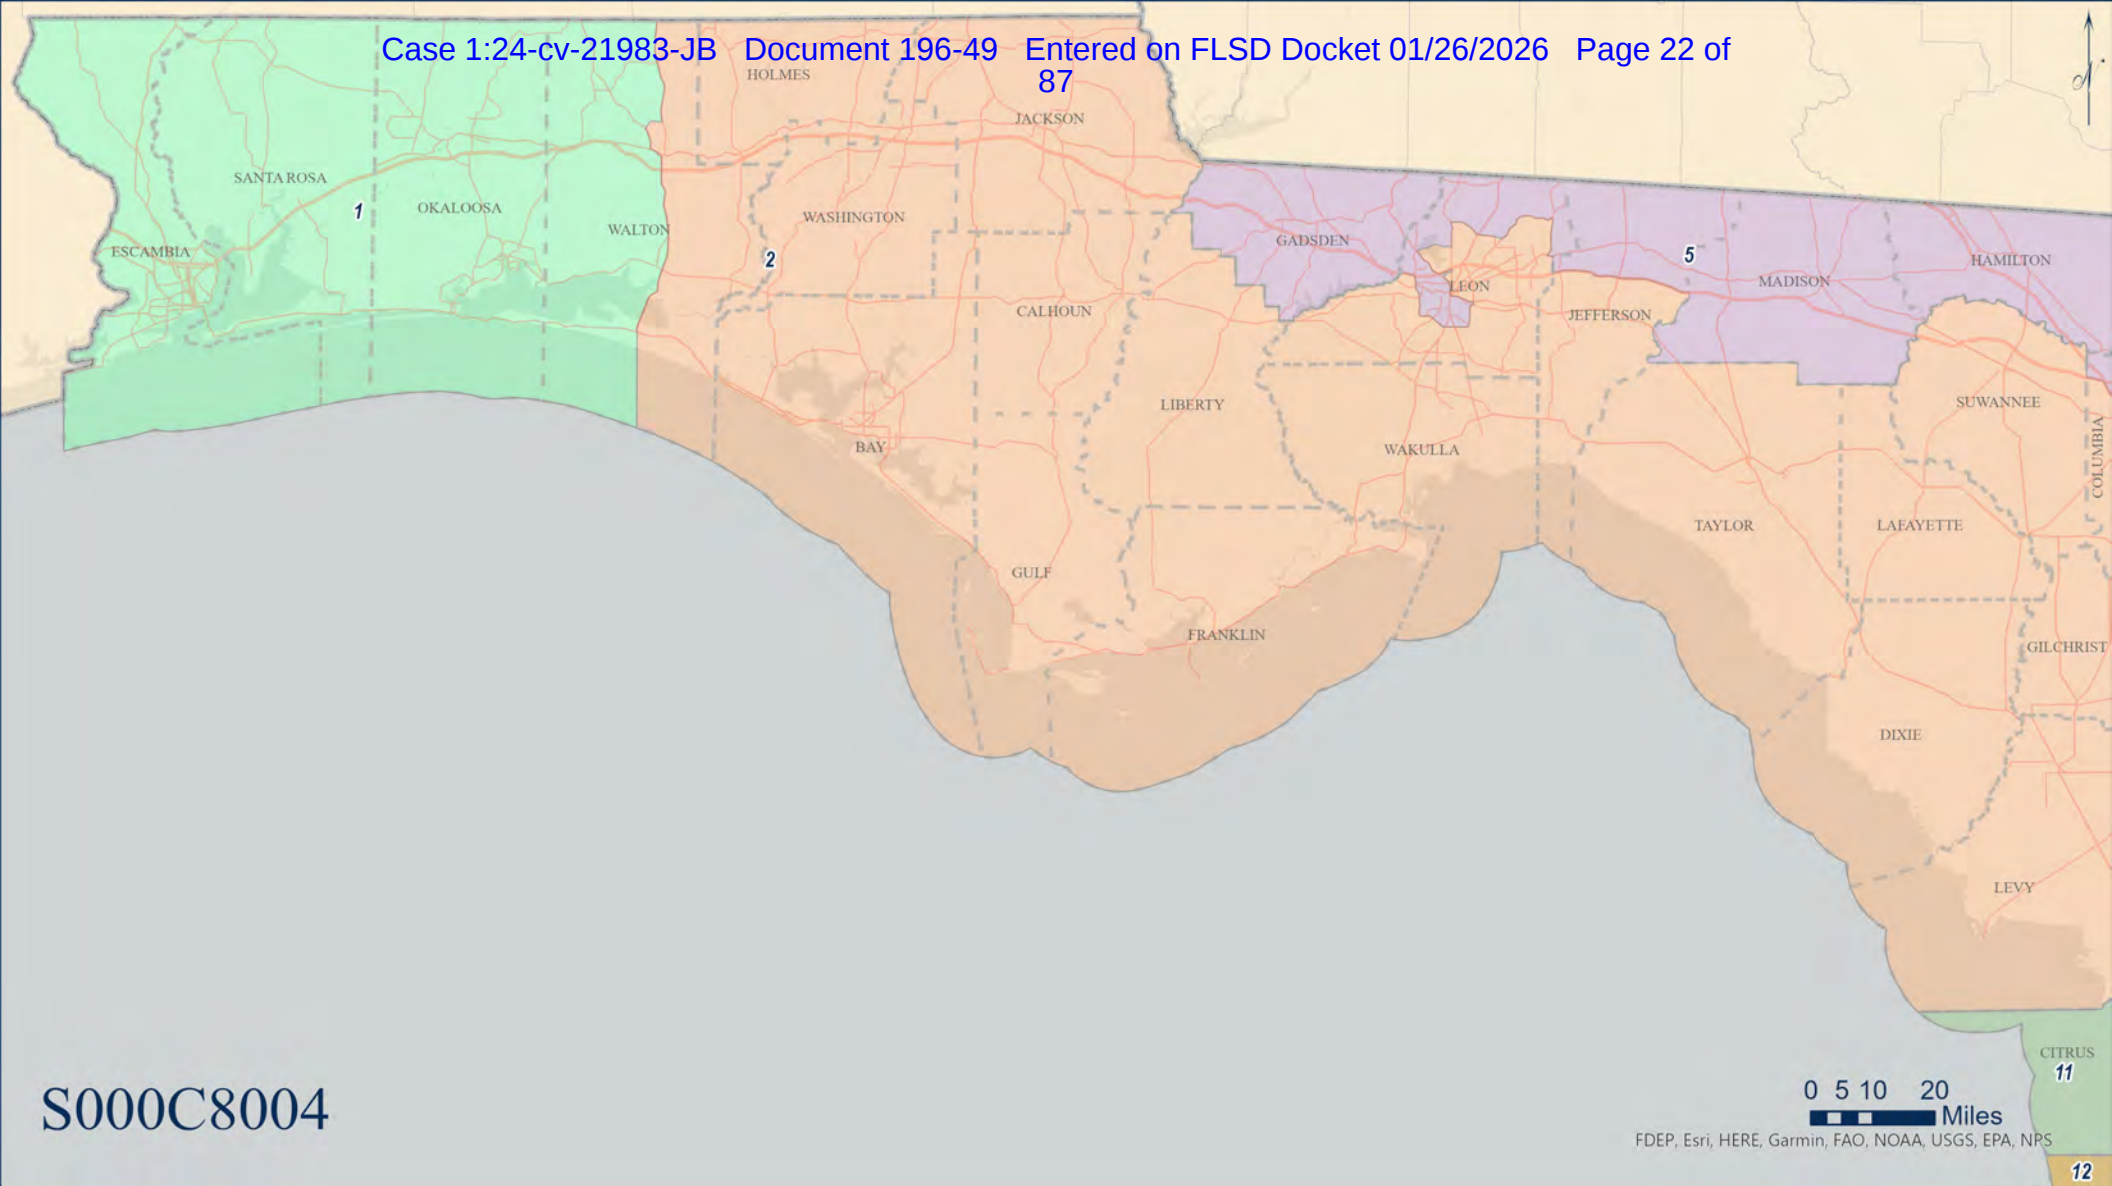 Case 1:24-cv-21983-JB Document 196-49 Entered on FLSD Docket 01/26/2026 Page 22 of
87
HOLMES
JACKSON
SANTA ROSA
1
OKALOOSA
WALTON
WASHINGTON
ESCAMBIA
2
GADSDEN
5
HAMILTON
MADISON
LEON
JEFFERSON
CALHOUN
LIBERTY
SUWANNEE
COLUMBIA
BAY
WAKULLA
TAYLOR
LAFAYETTE
GULF
FRANKLIN
GILCHRIST
DIXIE
LEVY
CITRUS
11
S000C8004
0 5 10 20
Miles
FDEP, Esri, HERE, Garmin, FAO, NOAA, USGS, EPA, NPS
12
N